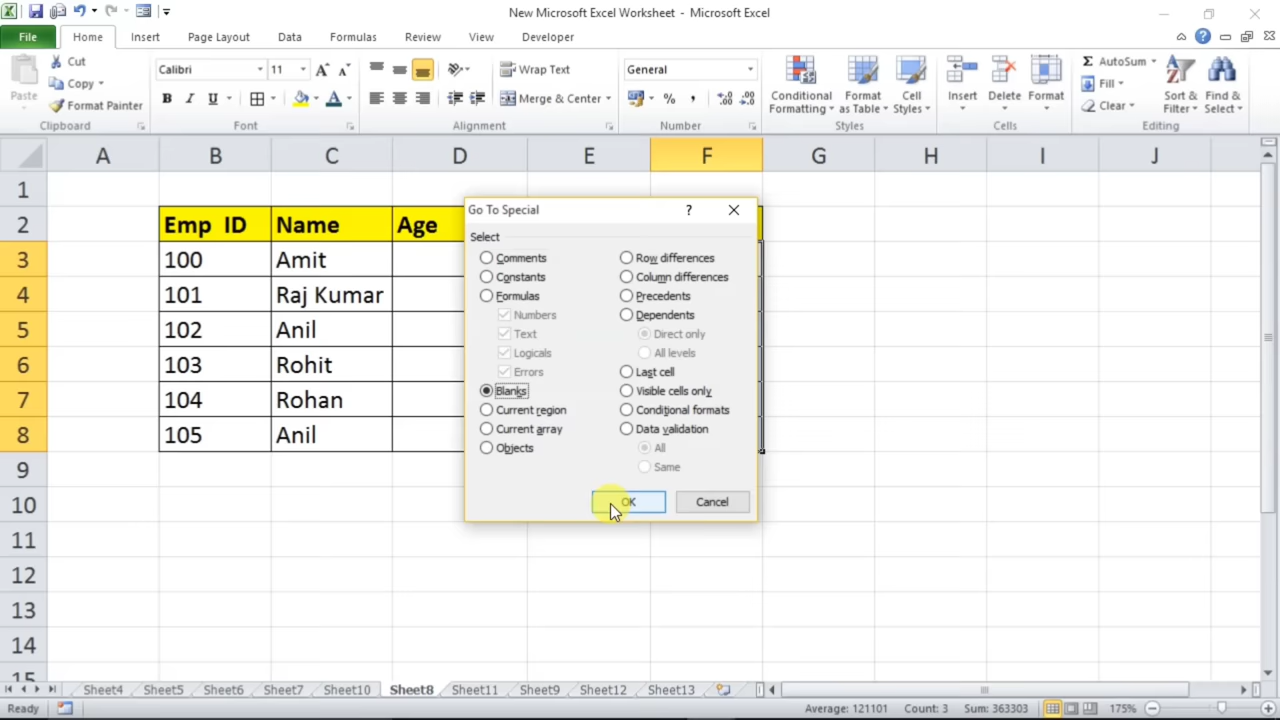 New Microsoft Excel Worksheet - Microsoft Excel
File Home Insert Page Layout Data Formulas Review View Developer
Cut Calibri 11 Wrap Text General Σ AutoSum
Paste Copy Conditional Formatting Format as Table Cell Styles Insert Delete Format Fill Sort & Filter Find & Select
Format Painter B I U A Merge & Center % , Clear
Clipboard Font Alignment Number Styles Cells Editing
A B C D E F G H I J
1
2 Emp ID Name Age
3 100 Amit
4 101 Raj Kumar
5 102 Anil
6 103 Rohit
7 104 Rohan
8 105 Anil
9
10
11
12
13
14
15
Go To Special ?
Select
Comments Row differences
Constants Column differences
Formulas Precedents
Numbers Dependents
Text Direct only
Logicals All levels
Errors Last cell
Blanks Visible cells only
Current region Conditional formats
Current array Data validation
Objects All
Same
OK Cancel
Sheet4 Sheet5 Sheet6 Sheet7 Sheet10 Sheet8 Sheet11 Sheet9 Sheet12 Sheet13
Ready Average: 121101 Count: 3 Sum: 363303 175%